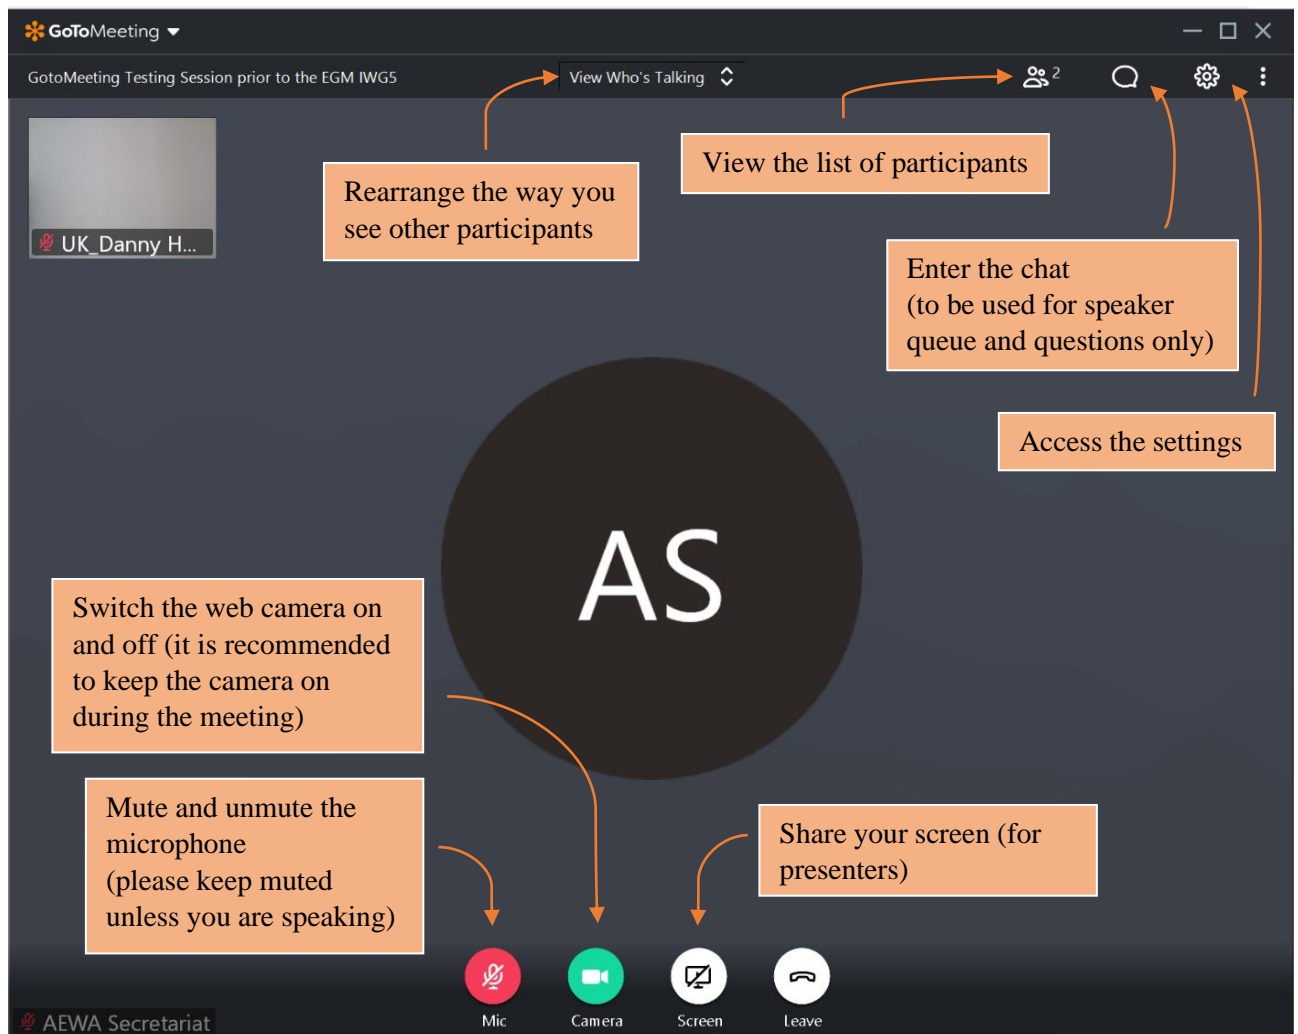 GoToMeeting
GotoMeeting Testing Session prior to the EGM IWG5
View Who's Talking
2
View the list of participants
Rearrange the way you
see other participants
UK_Danny H...
Enter the chat
(to be used for speaker
queue and questions only)
Access the settings
AS
Switch the web camera on
and off (it is recommended
to keep the camera on
during the meeting)
Mute and unmute the
microphone
(please keep muted
unless you are speaking)
Share your screen (for
presenters)
Mic
Camera
Screen
Leave
AEWA Secretariat